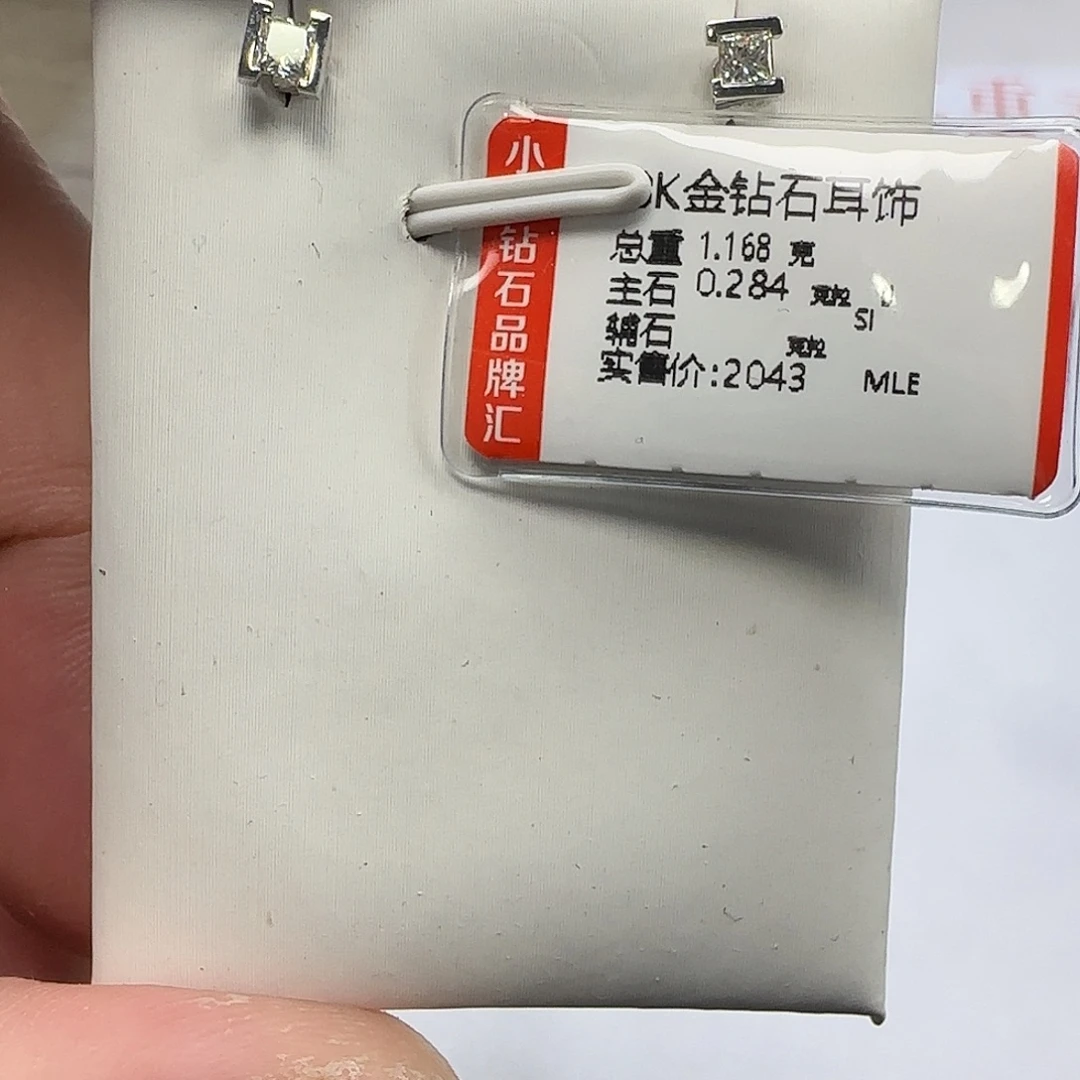 小
钻石品牌汇
K金钻石耳饰
总重 1.168 克
主石 0.284 克拉
SI
辅石 克拉
实售价:2043 MLE